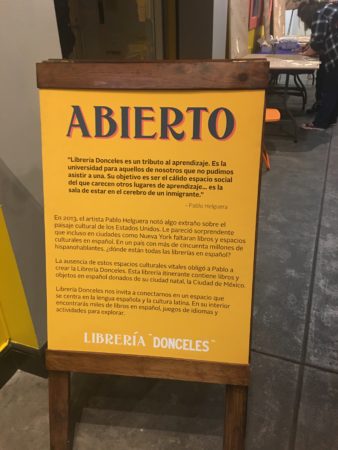 ABIERTO
"Librería Donceles es un tributo al aprendizaje. Es la
universidad para aquellos de nosotros que no pudimos
asistir a una. Su objetivo es ser el cálido espacio social
del que carecen otros lugares de aprendizaje... es la
sala de estar en el cerebro de un inmigrante."
- Pablo Helguera
En 2013, el artista Pablo Helguera notó algo extraño sobre el
paisaje cultural de los Estados Unidos. Le pareció sorprendente
que incluso en ciudades como Nueva York faltaran libros y espacios
culturales en español. En un país con más de cincuenta millones de
hispanohablantes, ¿dónde están todas las librerías en español?
La ausencia de estos espacios culturales vitales obligó a Pablo a
crear la Librería Donceles. Esta librería itinerante contiene libros y
objetos en español donados de su ciudad natal, la Ciudad de México.
Librería Donceles nos invita a conectarnos en un espacio que
se centra en la lengua española y la cultura latina. En su interior
encontrarás miles de libros en español, juegos de idiomas y
actividades para explorar.
LIBRERÍA "DONCELES"